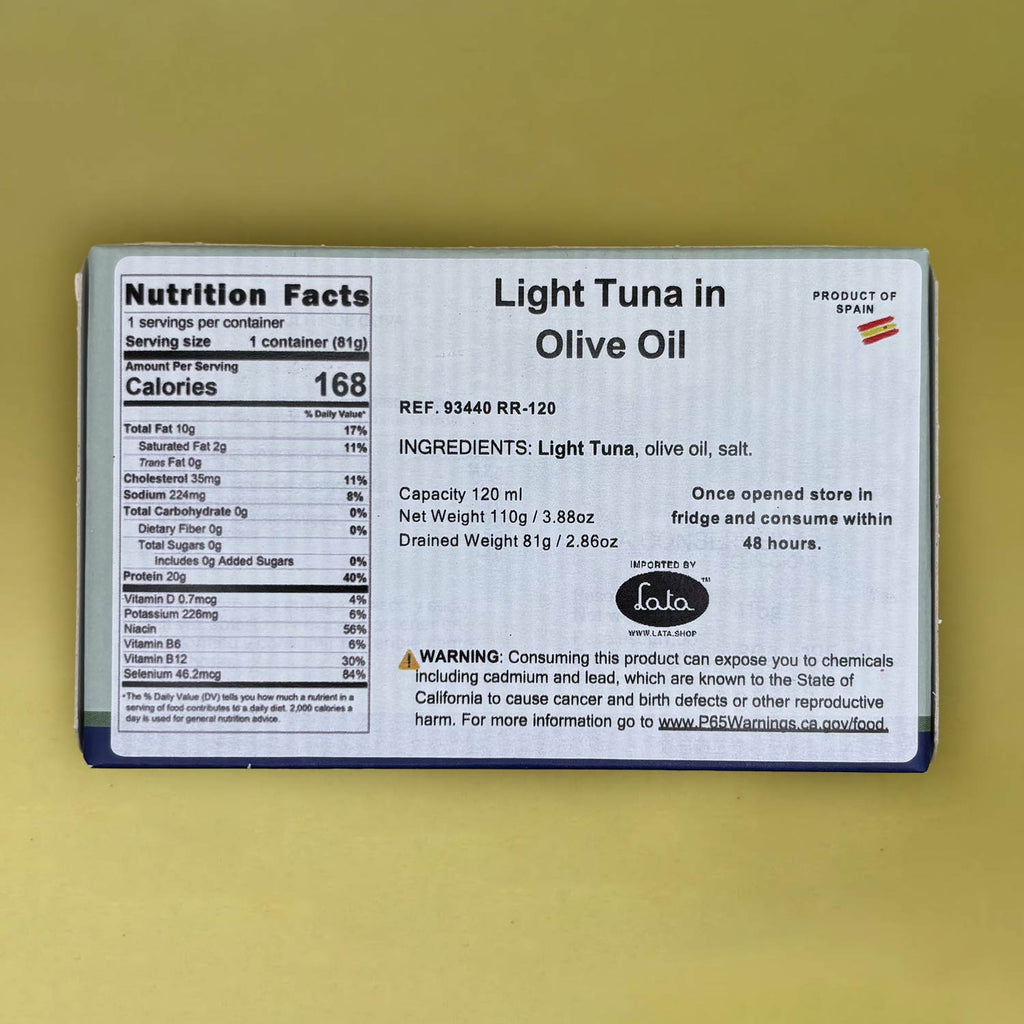 Nutrition Facts
1 servings per container
Serving size 1 container (81g)
Amount Per Serving
Calories 168
% Daily Value*
Total Fat 10g 17%
Saturated Fat 2g 11%
Trans Fat 0g
Cholesterol 35mg 11%
Sodium 224mg 8%
Total Carbohydrate 0g 0%
Dietary Fiber 0g 0%
Total Sugars 0g
Includes 0g Added Sugars 0%
Protein 20g 40%
Vitamin D 0.7mcg 4%
Potassium 226mg 6%
Niacin 56%
Vitamin B6 6%
Vitamin B12 30%
Selenium 46.2mcg 84%
*The % Daily Value (DV) tells you how much a nutrient in a
serving of food contributes to a daily diet. 2,000 calories a
day is used for general nutrition advice.
Light Tuna in
Olive Oil
PRODUCT OF
SPAIN
REF. 93440 RR-120
INGREDIENTS: Light Tuna, olive oil, salt.
Capacity 120 ml
Net Weight 110g / 3.88oz
Drained Weight 81g / 2.86oz
Once opened store in
fridge and consume within
48 hours.
IMPORTED BY
Lata ™
WWW.LATA.SHOP
WARNING: Consuming this product can expose you to chemicals
including cadmium and lead, which are known to the State of
California to cause cancer and birth defects or other reproductive
harm. For more information go to www.P65Warnings.ca.gov/food.